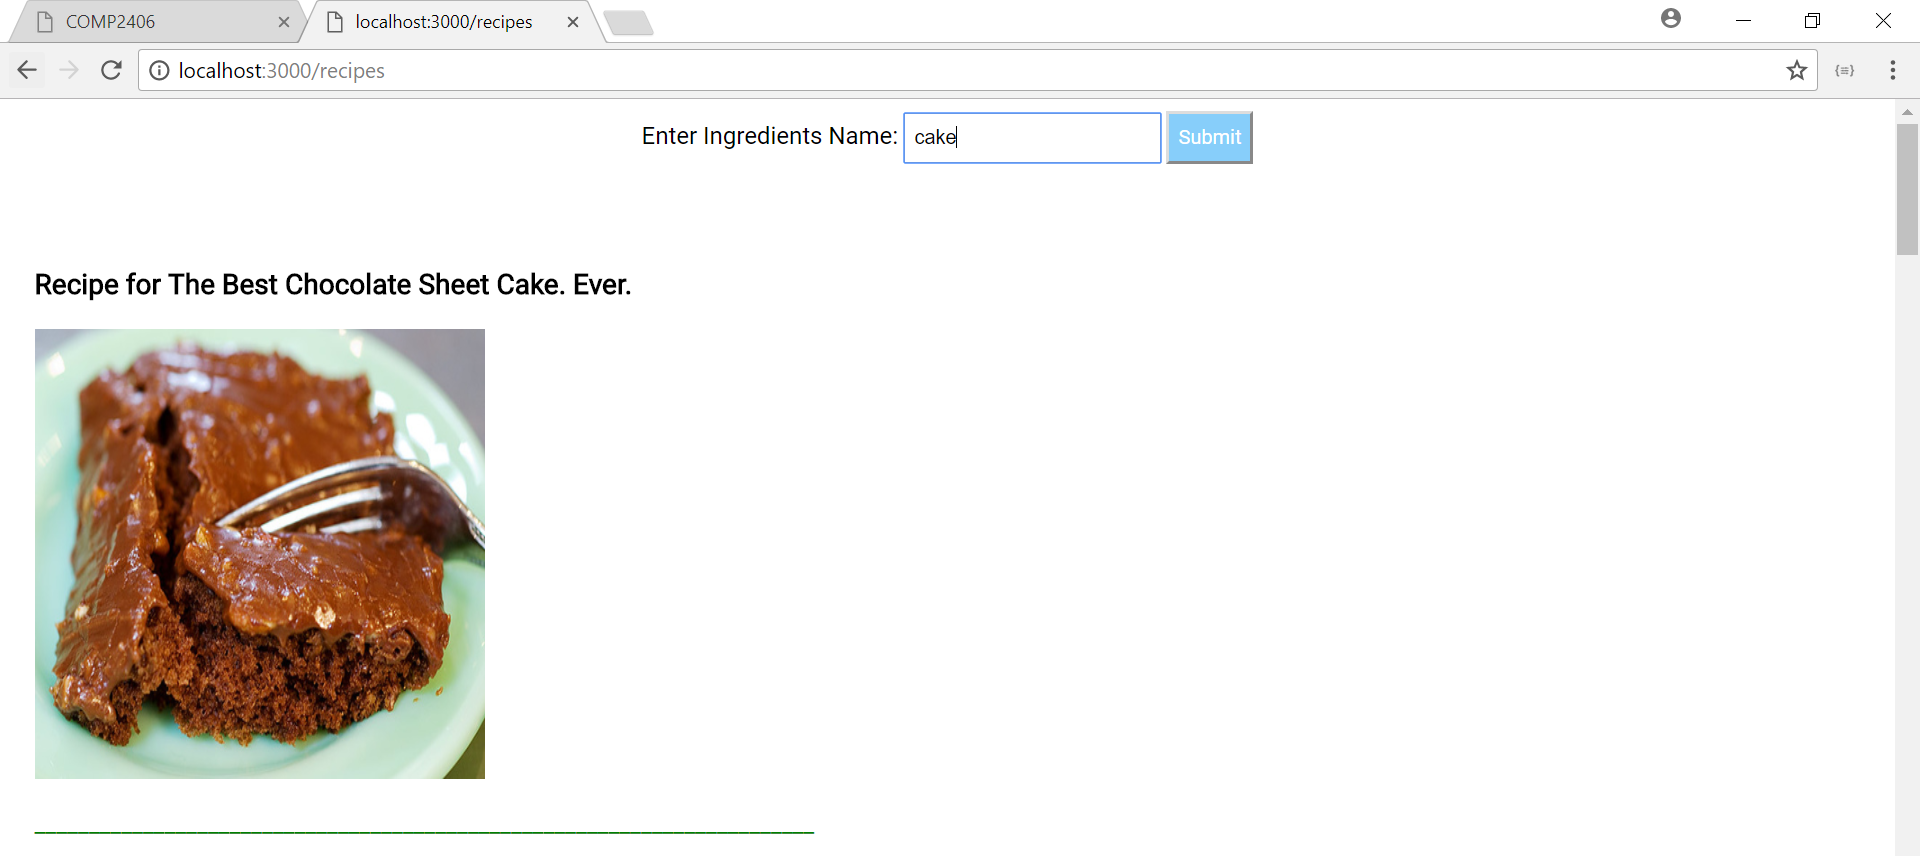 COMP2406
localhost:3000/recipes
localhost:3000/recipes
Enter Ingredients Name: cake Submit
Recipe for The Best Chocolate Sheet Cake. Ever.